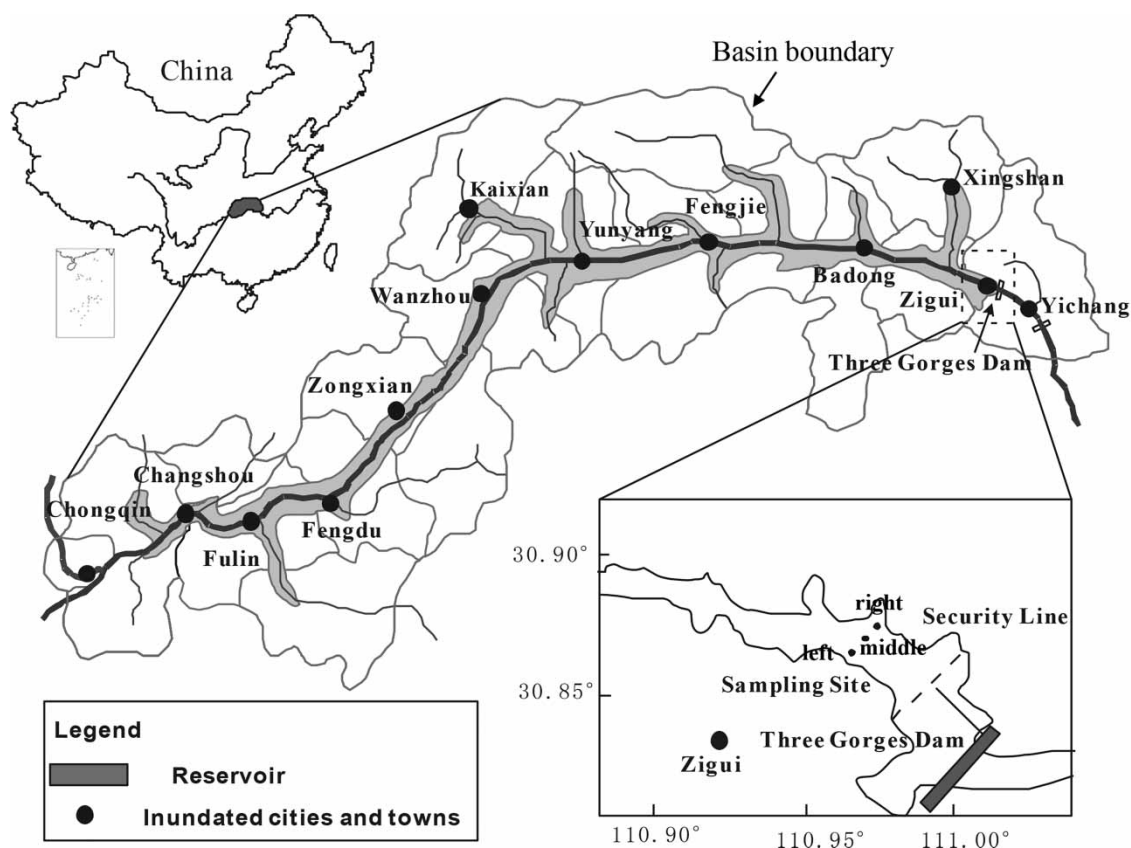 China
Basin boundary
Kaixian
Xingshan
Fengjie
Yunyang
Badong
Wanzhou
Zigui
Yichang
Three Gorges Dam
Zongxian
Changshou
Chongqin
Fengdu
Fulin
30.90°
right
Security Line
left
middle
30.85°
Sampling Site
Three Gorges Dam
Zigui
110.90°
110.95°
111.00°
Legend
Reservoir
Inundated cities and towns